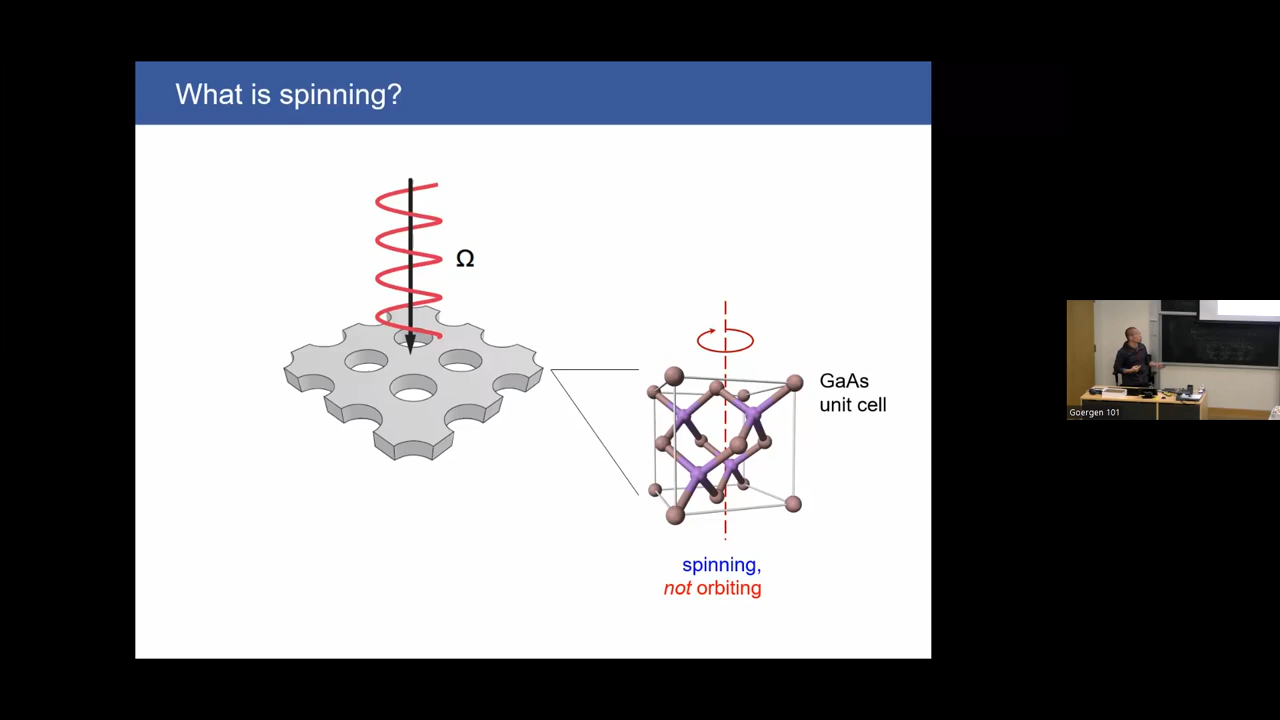 What is spinning?
Ω
GaAs
unit cell
spinning,
not orbiting
Goergen 101